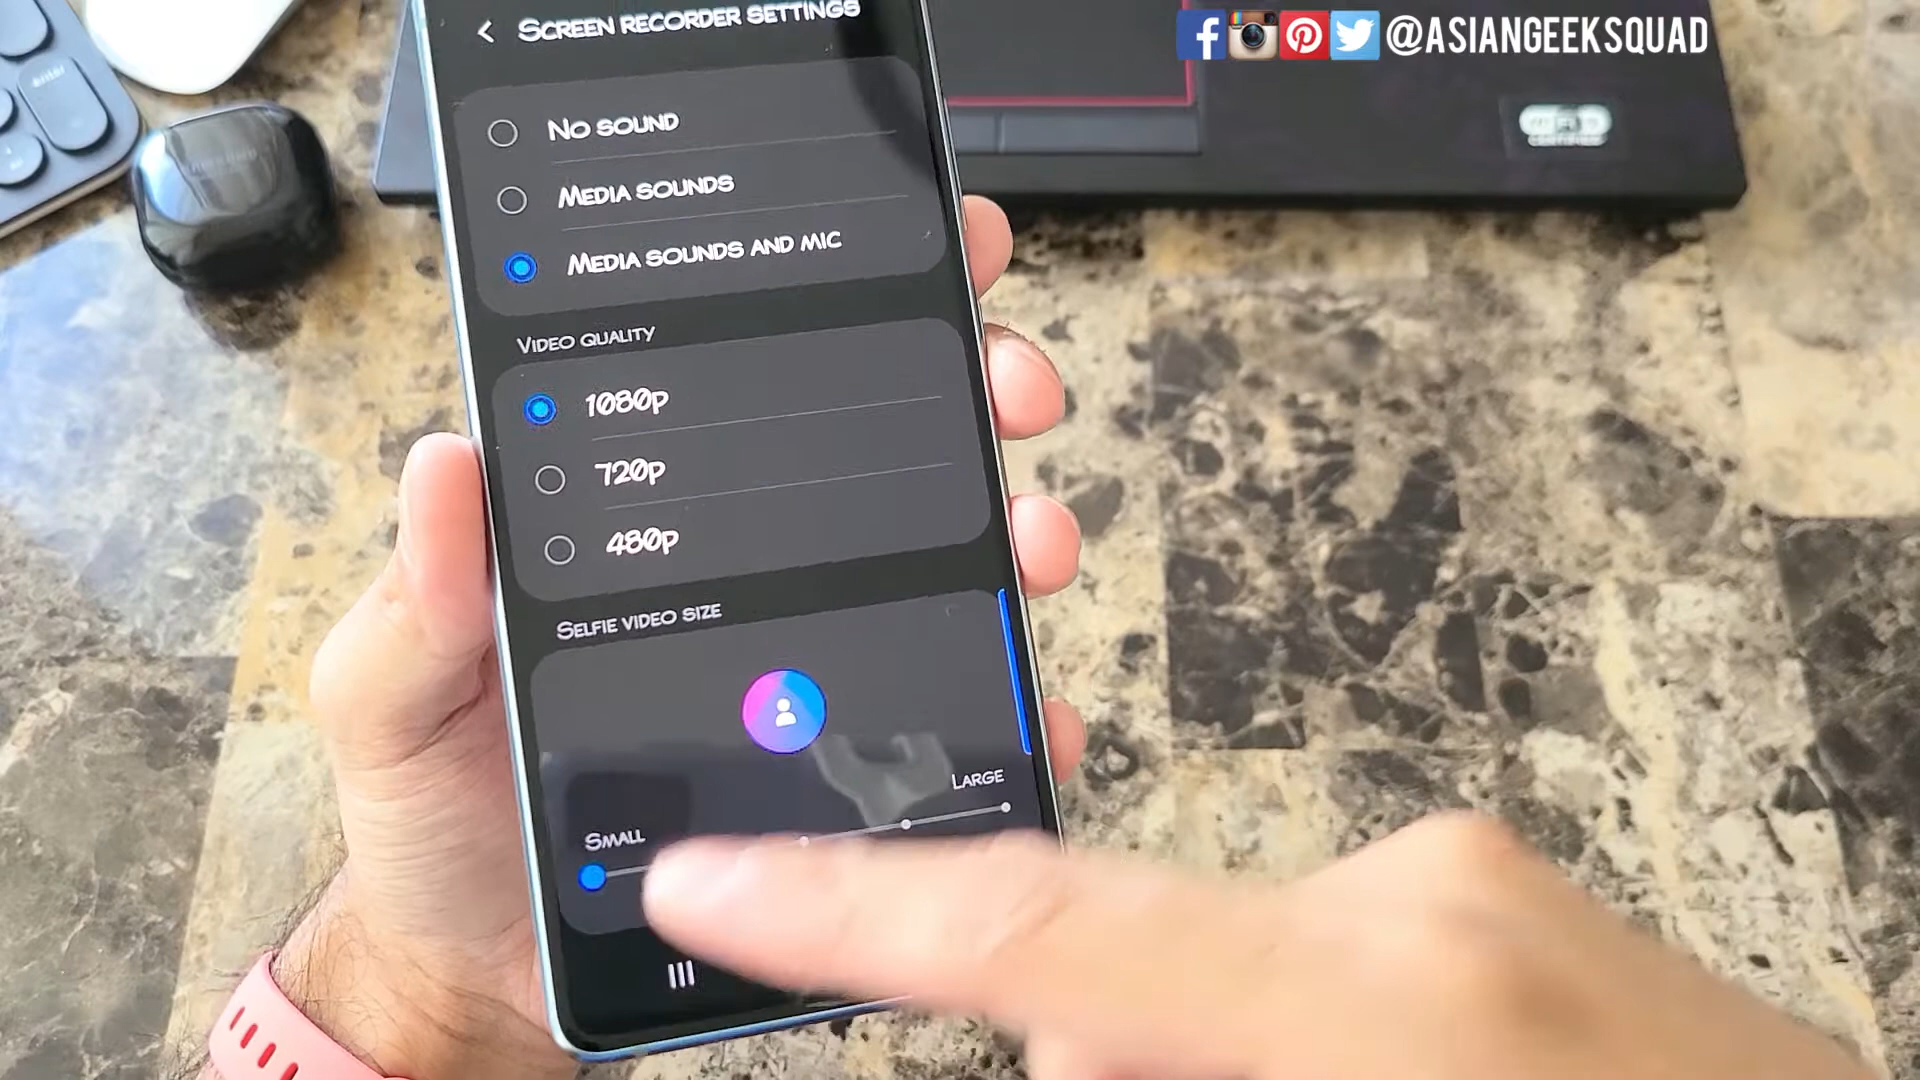 SCREEN RECORDER SETTINGS
@ASIANGEEKSQUAD
enter
NO SOUND
MEDIA SOUNDS
MEDIA SOUNDS AND MIC
VIDEO QUALITY
1080P
720P
480P
SELFIE VIDEO SIZE
LARGE
SMALL